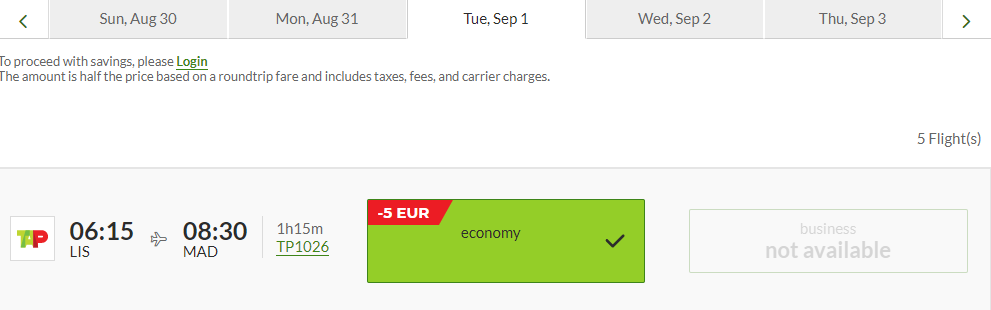 Sun, Aug 30
Mon, Aug 31
Tue, Sep 1
Wed, Sep 2
Thu, Sep 3
To proceed with savings, please Login
The amount is half the price based on a roundtrip fare and includes taxes, fees, and carrier charges.
5 Flight(s)
TAP
06:15
LIS
08:30
MAD
1h15m
TP1026
-5 EUR
economy
business
not available